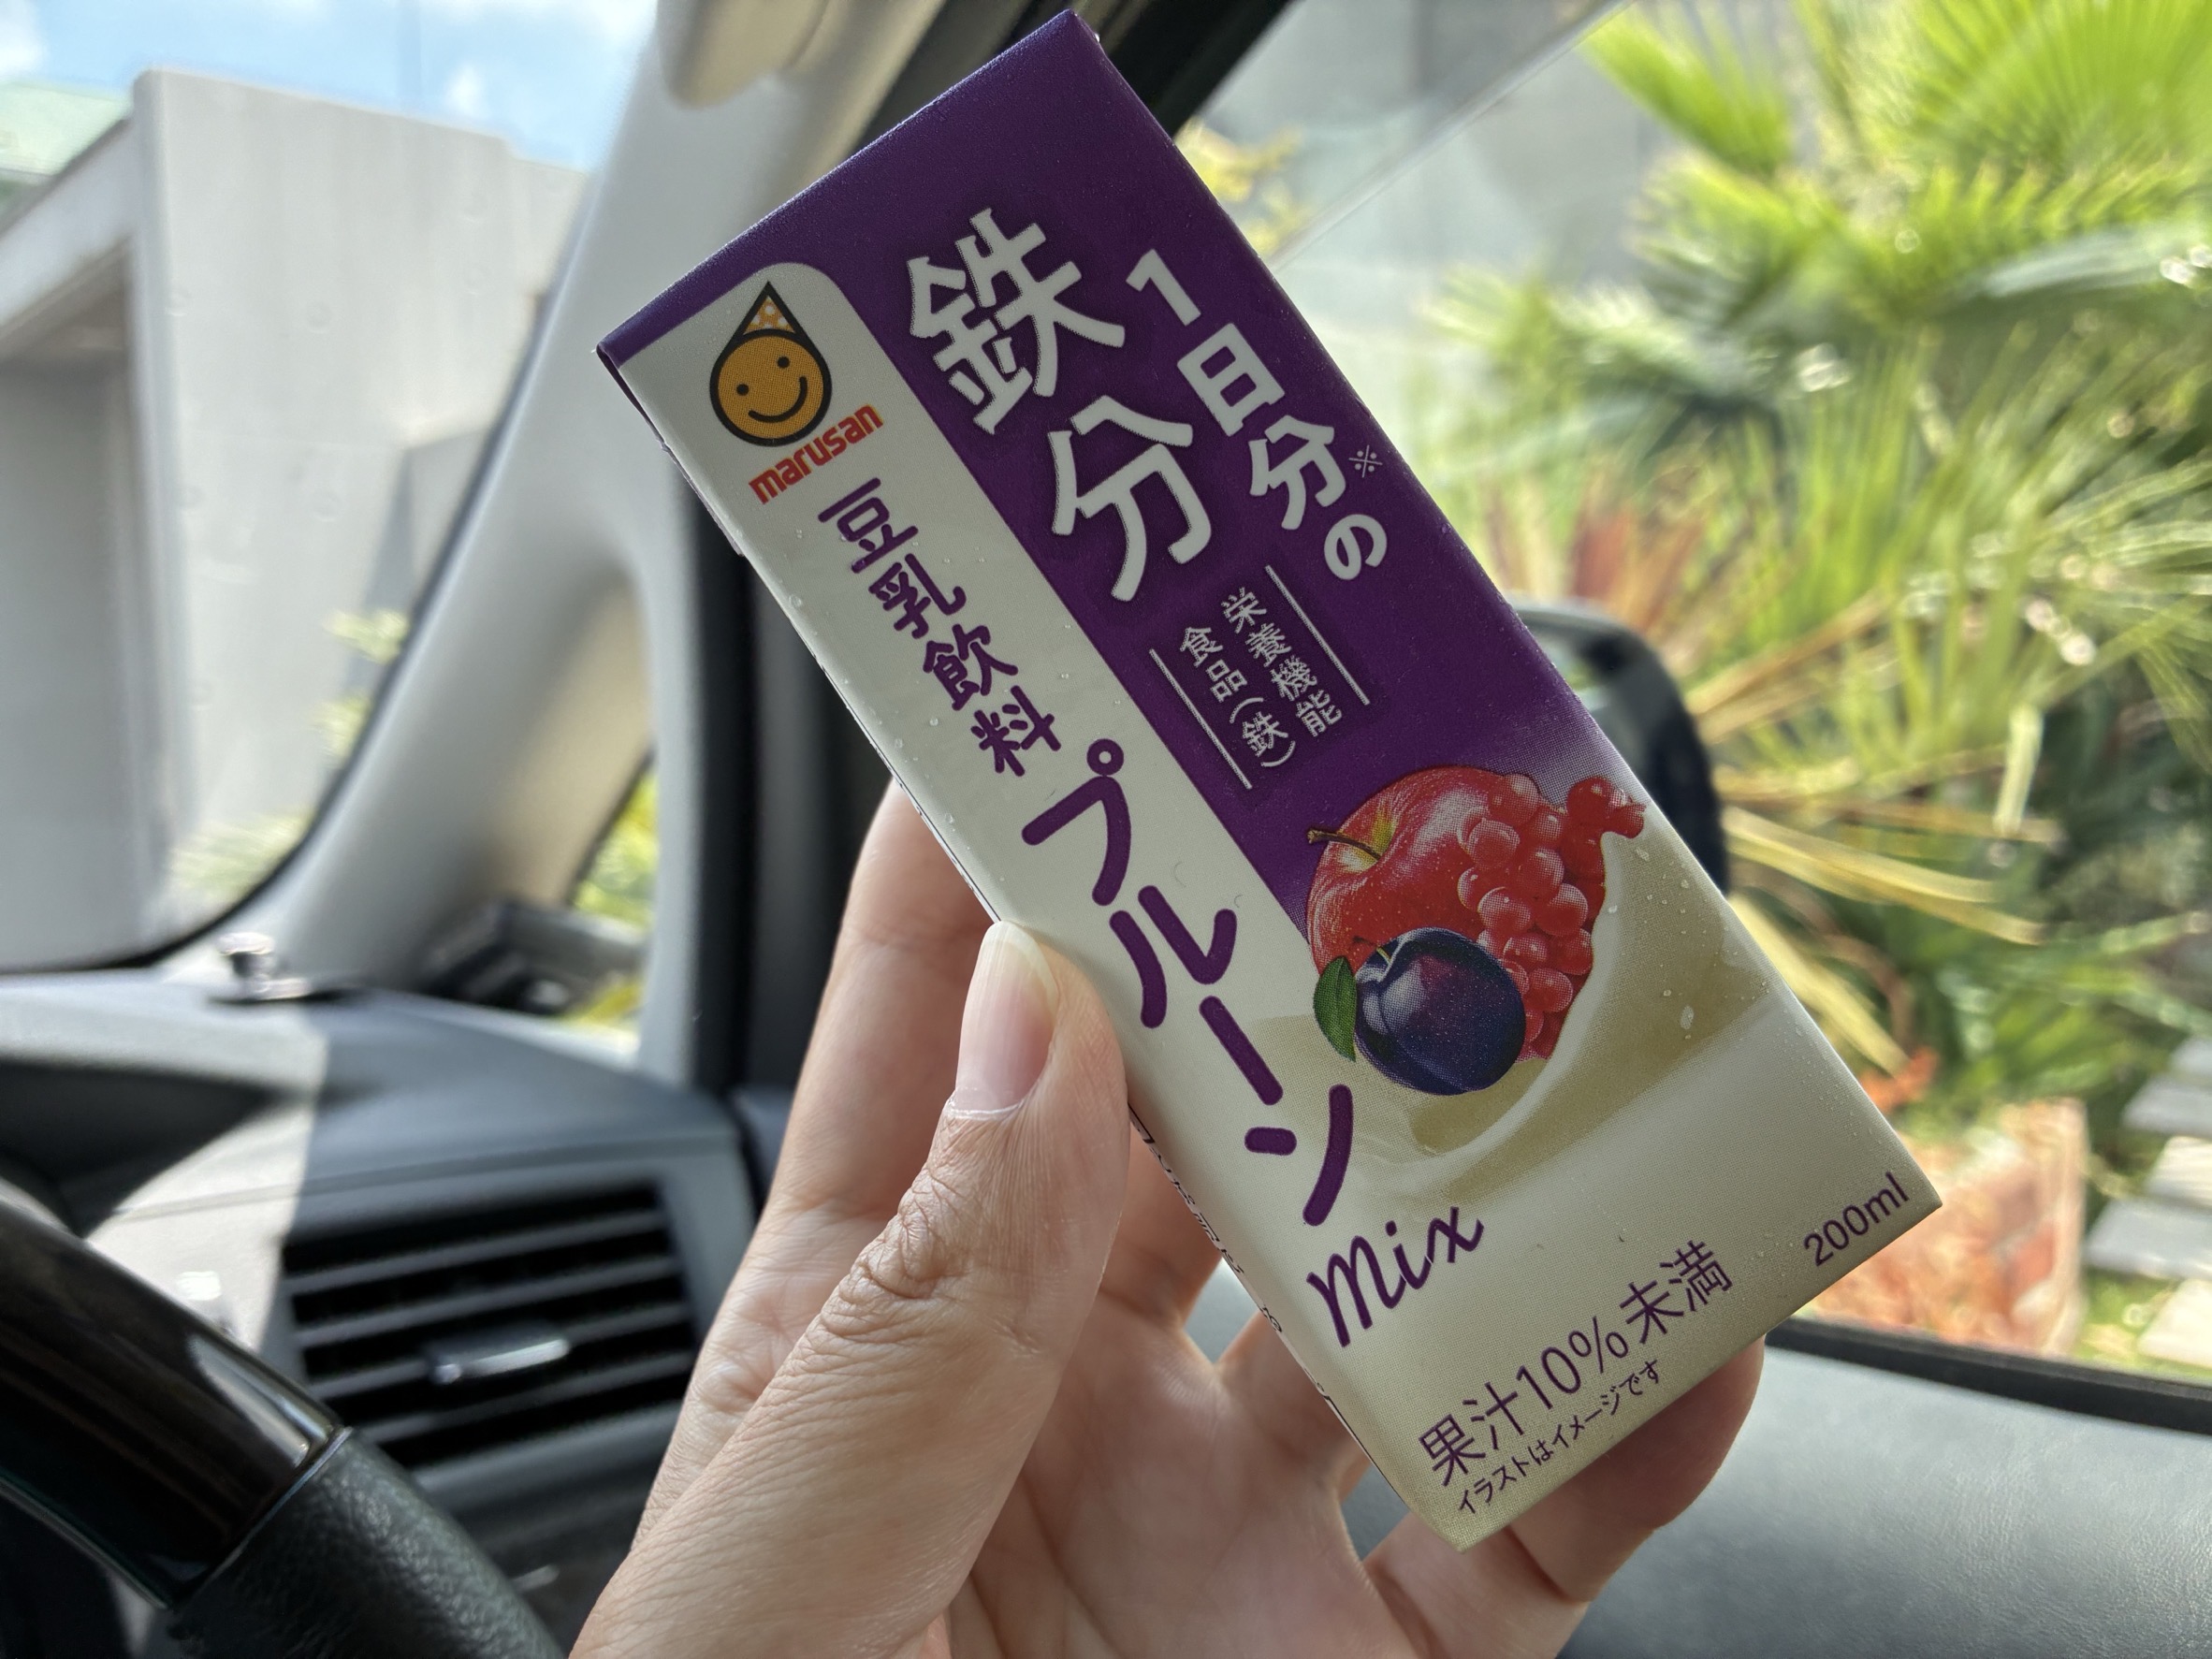 1日分の※
鉄分
栄養機能
食品（鉄）
marusan
豆乳飲料
プルーン
Mix
果汁10%未満
イラストはイメージです
200ml